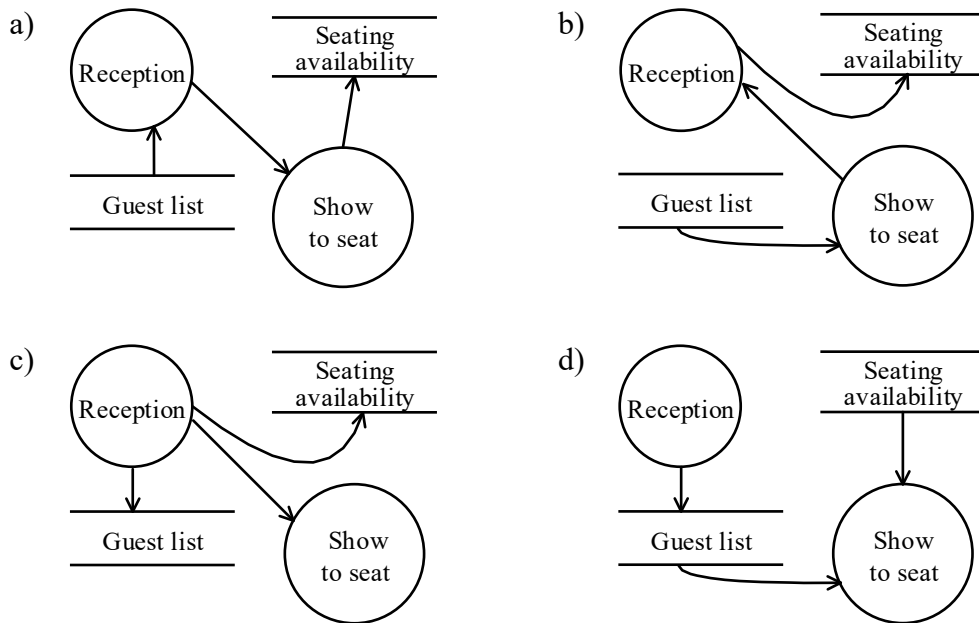 a)
Reception
Seating
availability
Guest list
Show
to seat
b)
Reception
Seating
availability
Guest list
Show
to seat
c)
Reception
Seating
availability
Guest list
Show
to seat
d)
Reception
Seating
availability
Guest list
Show
to seat